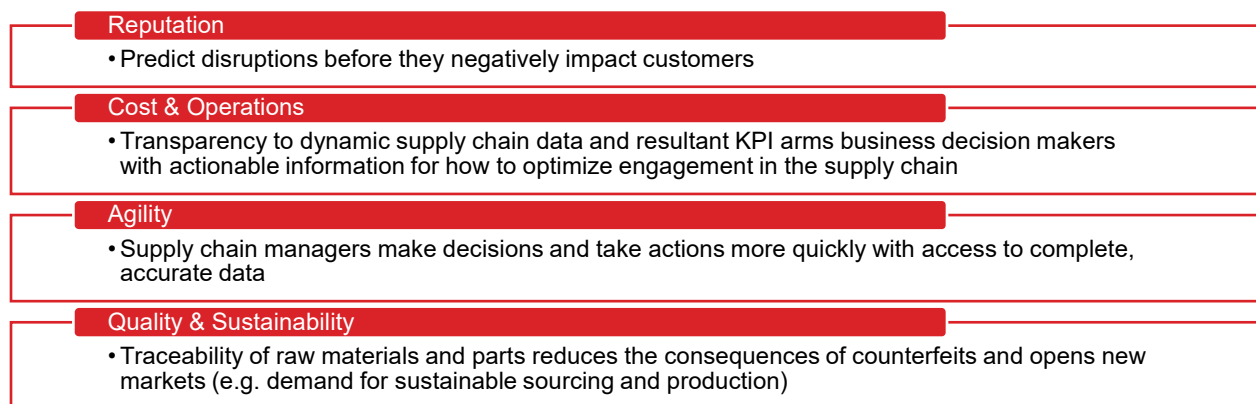 Reputation
• Predict disruptions before they negatively impact customers
Cost & Operations
• Transparency to dynamic supply chain data and resultant KPI arms business decision makers
with actionable information for how to optimize engagement in the supply chain
Agility
• Supply chain managers make decisions and take actions more quickly with access to complete,
accurate data
Quality & Sustainability
• Traceability of raw materials and parts reduces the consequences of counterfeits and opens new
markets (e.g. demand for sustainable sourcing and production)